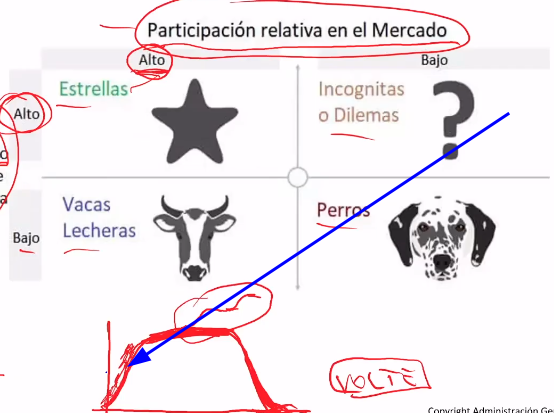 Participación relativa en el Mercado
Alto
Bajo
Estrellas
Incognitas
o Dilemas
Alto
Vacas
Lecheras
Perros
Bajo
VOLTE
Copyright Administración Ge